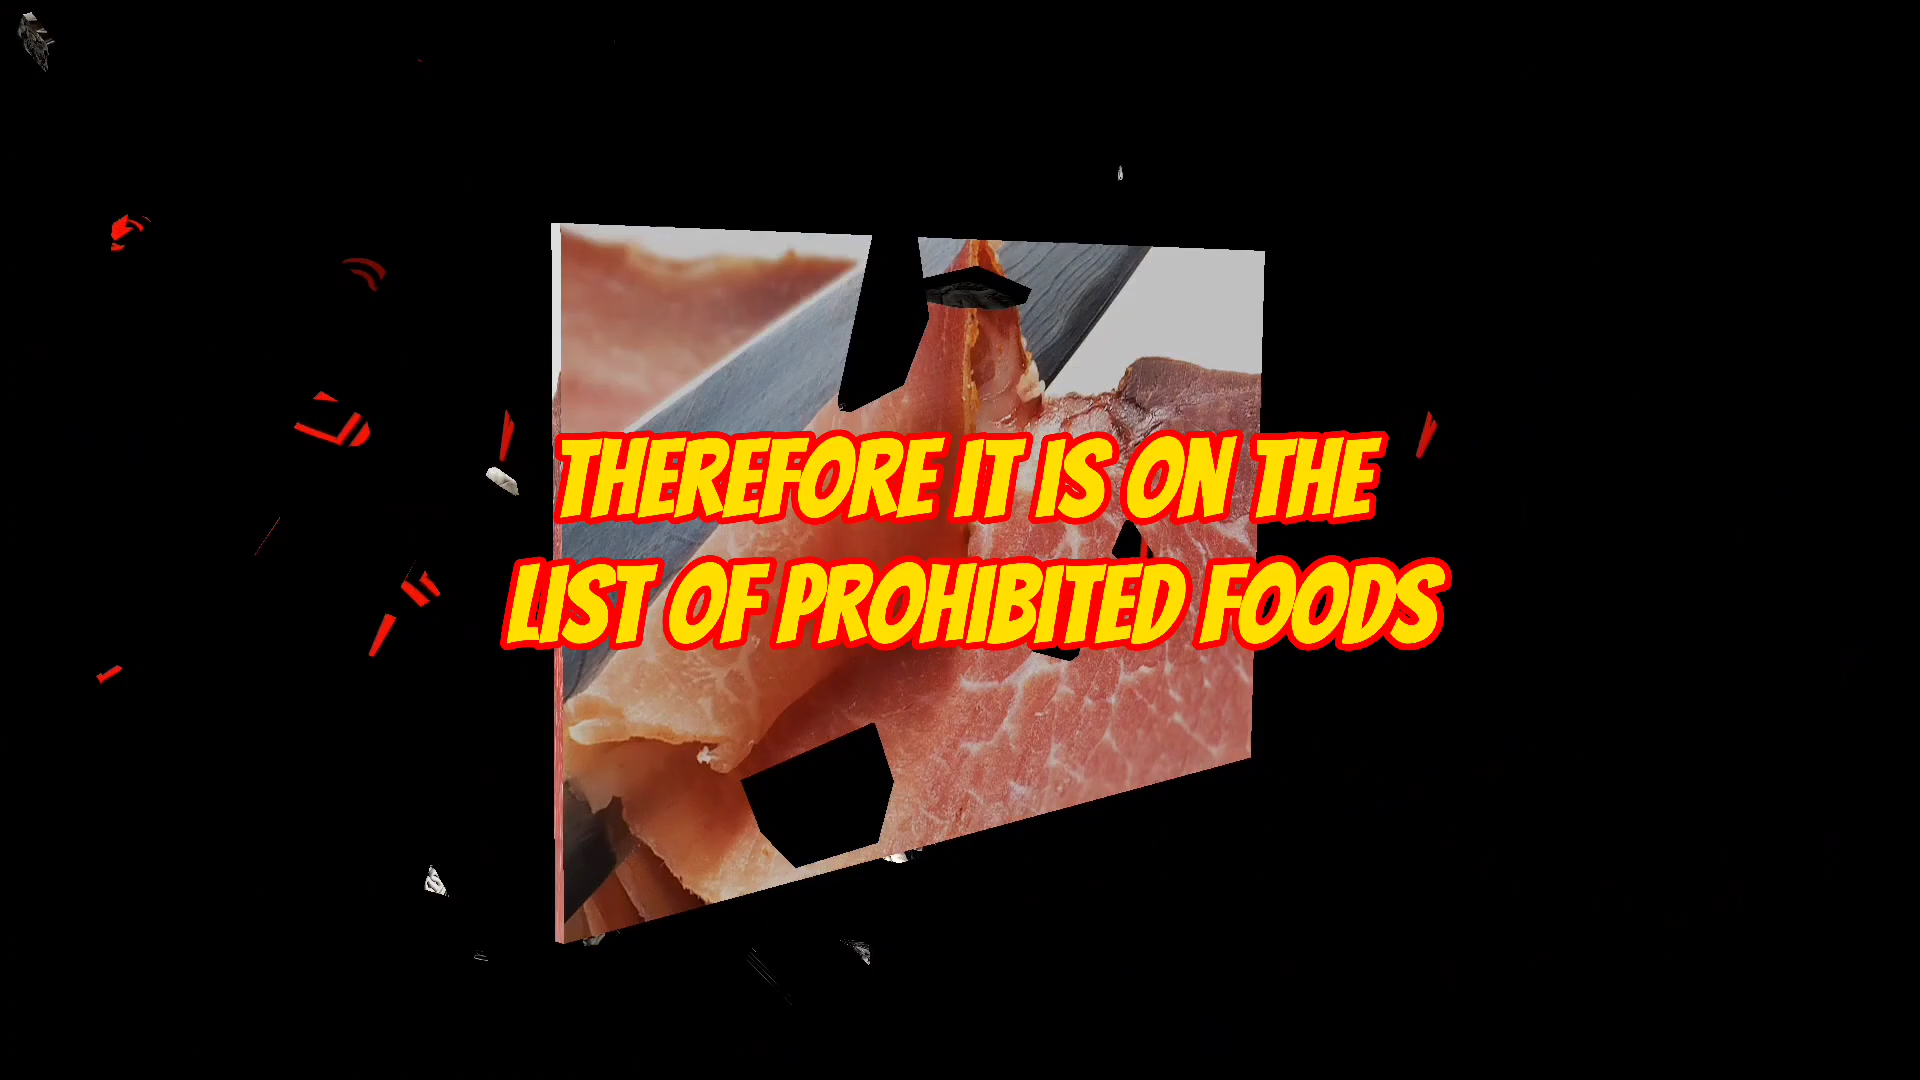 THEREFORE IT IS ON THE
LIST OF PROHIBITED FOODS